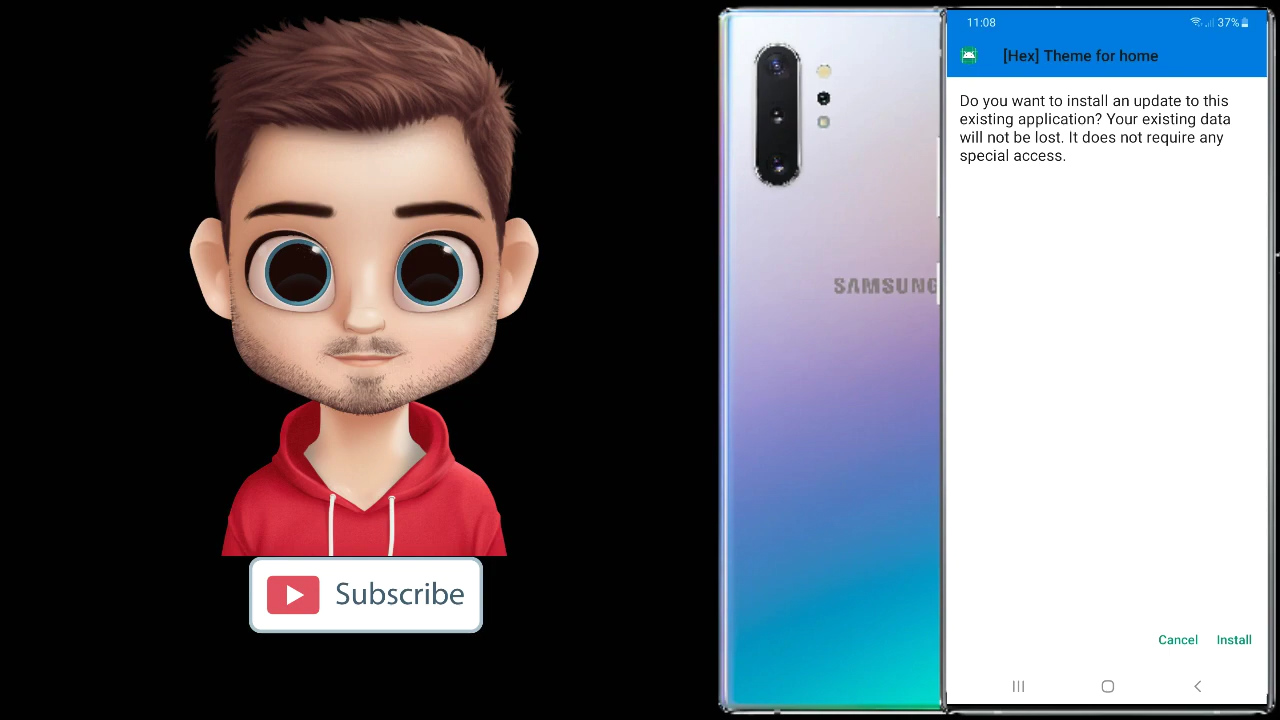 Subscribe
SAMSUNG
11:08
37%
[Hex] Theme for home
Do you want to install an update to this
existing application? Your existing data
will not be lost. It does not require any
special access.
Cancel Install